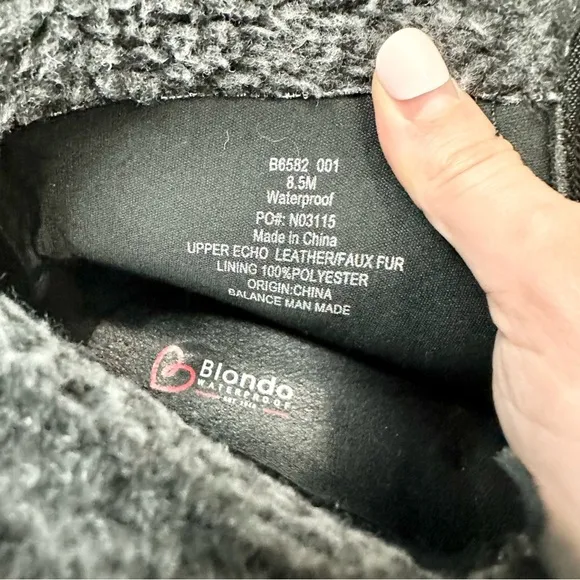 B6582 001
8.5M
Waterproof
PO#: N03115
Made in China
UPPER ECHO LEATHER/FAUX FUR
LINING 100%POLYESTER
ORIGIN:CHINA
BALANCE MAN MADE
Blondo
WATERPROOF